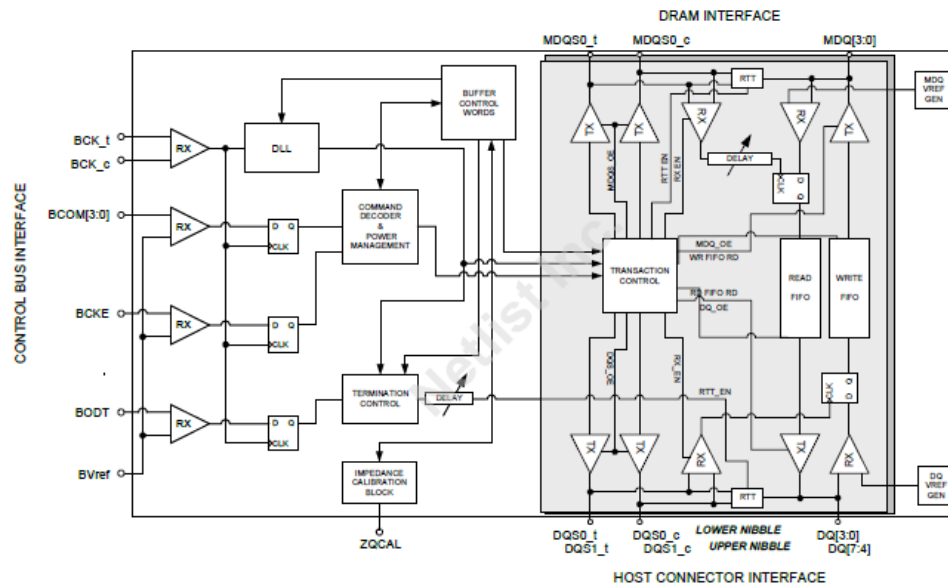 DRAM INTERFACE
MDQS0_t
MDQS0_c
MDQ[3:0]
MDQ
VREF
GEN
BUFFER
CONTROL
WORDS
RTT
TX
TX
RX
RX
TX
BCK_t
BCK_c
RX
DLL
DELAY
MDQS_OE
RTT EN
RX EN
D
Q
CLK
CONTROL BUS INTERFACE
BCOM[3:0]
RX
D Q
CLK
COMMAND
DECODER
&
POWER
MANAGEMENT
MDQ_OE
WR FIFO RD
TRANSACTION
CONTROL
READ
FIFO
WRITE
FIFO
RD FIFO RD
DQ_OE
BCKE
RX
D Q
CLK
Netlist Inc.
DQS_OE
RX_EN
RTT_EN
CLK
Q
D
TERMINATION
CONTROL
DELAY
BODT
RX
D Q
CLK
TX
TX
RX
TX
RX
BVref
IMPEDANCE
CALIBRATION
BLOCK
RTT
DQ
VREF
GEN
ZQCAL
DQS0_t
DQS1_t
DQS0_c
DQS1_c
LOWER NIBBLE
UPPER NIBBLE
DQ[3:0]
DQ[7:4]
HOST CONNECTOR INTERFACE